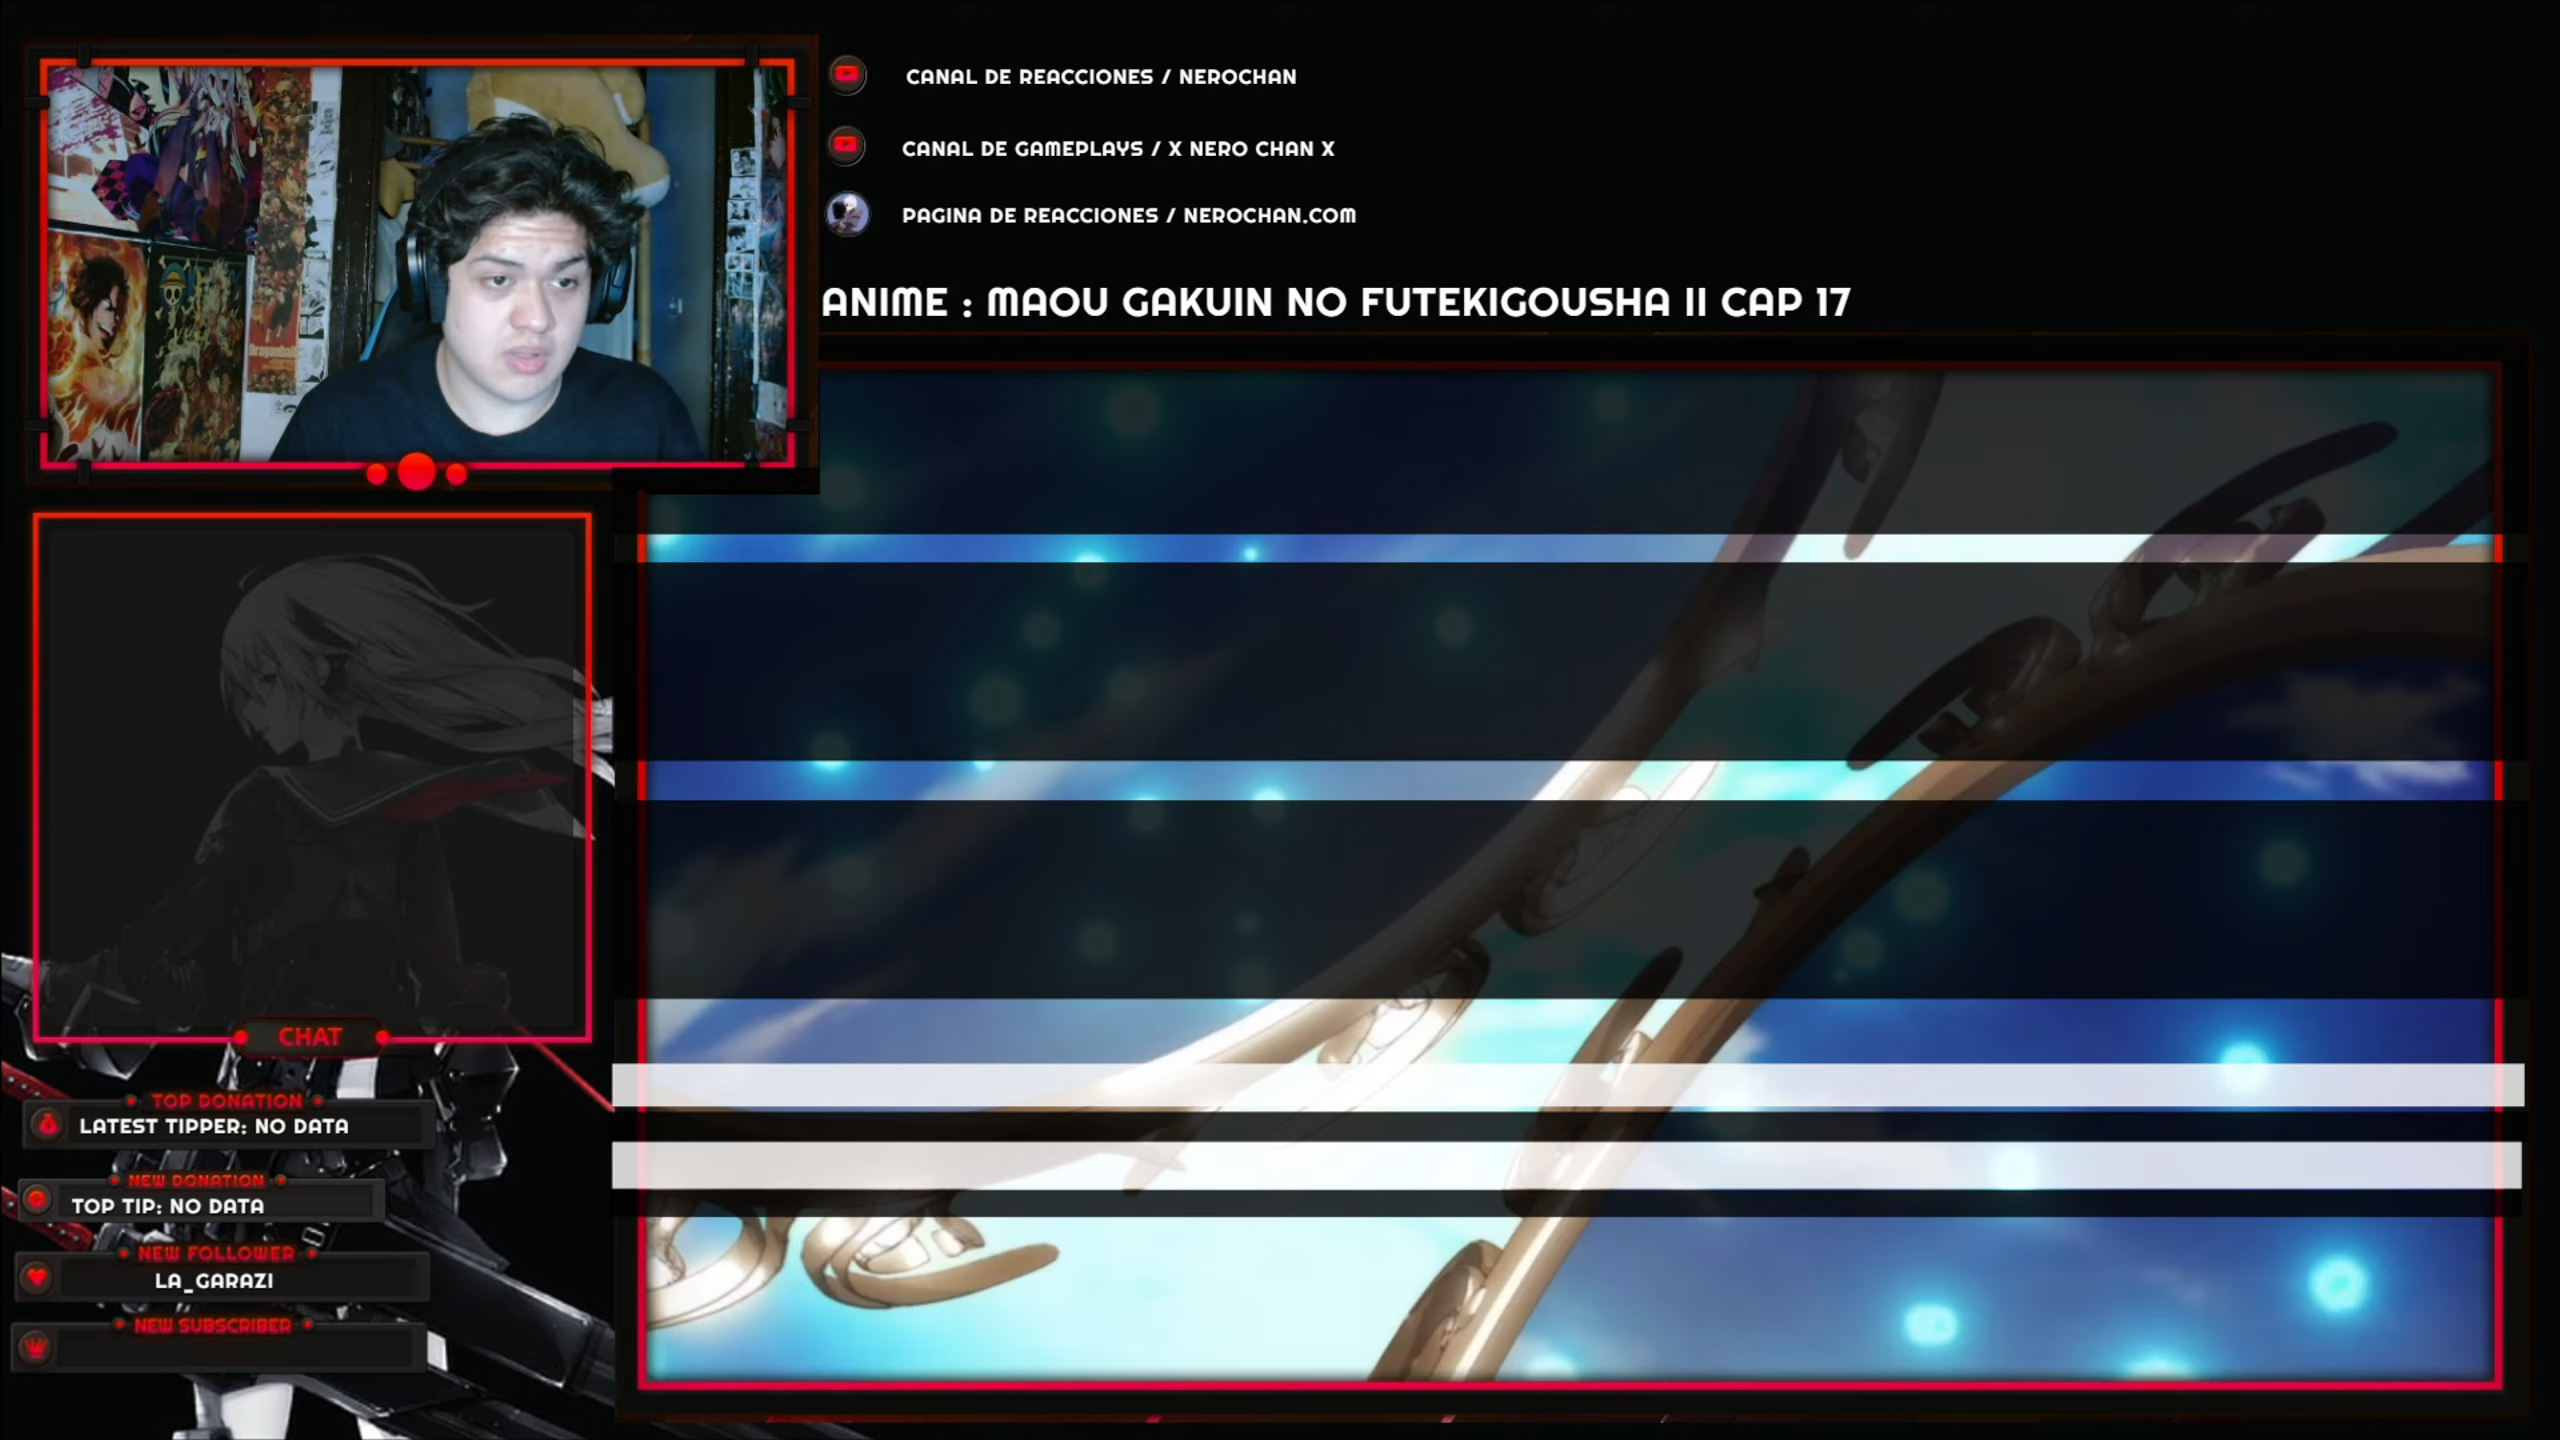 CANAL DE REACCIONES / NEROCHAN
CANAL DE GAMEPLAYS / X NERO CHAN X
PAGINA DE REACCIONES / NEROCHAN.COM
ANIME : MAOU GAKUIN NO FUTEKIGOUSHA II CAP 17
CHAT
TOP DONATION
LATEST TIPPER: NO DATA
NEW DONATION
TOP TIP: NO DATA
NEW FOLLOWER
LA_GARAZI
NEW SUBSCRIBER